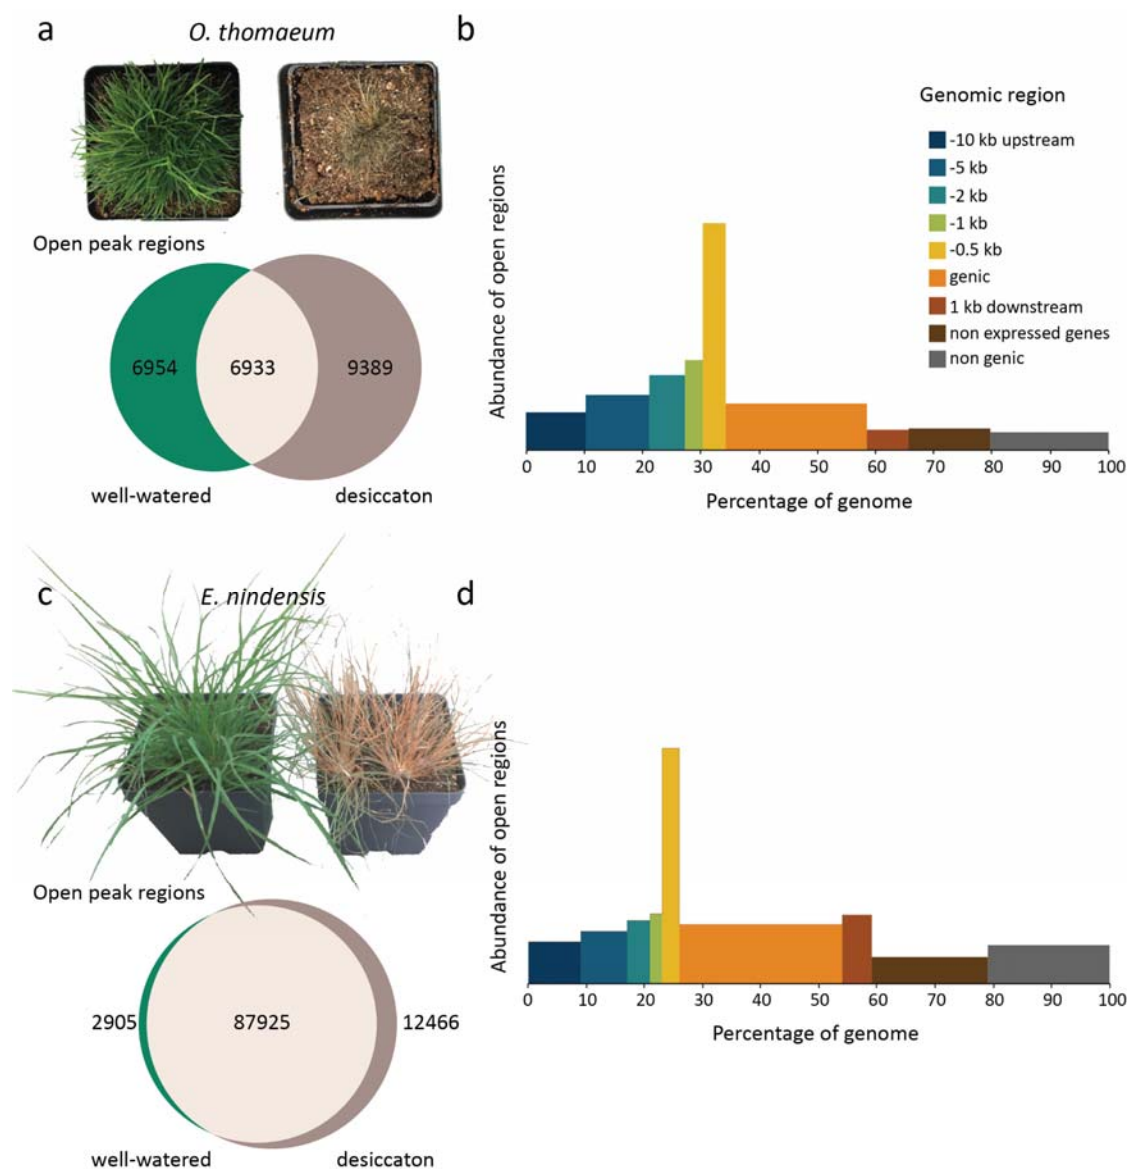 a
O. thomaeum
Open peak regions
6954
6933
9389
well-watered
desiccaton
b
Genomic region
-10 kb upstream
-5 kb
-2 kb
-1 kb
-0.5 kb
genic
1 kb downstream
non expressed genes
non genic
Abundance of open regions
0 10 20 30 40 50 60 70 80 90 100
Percentage of genome
c
E. nindensis
Open peak regions
2905
87925
12466
well-watered
desiccaton
d
Abundance of open regions
0 10 20 30 40 50 60 70 80 90 100
Percentage of genome